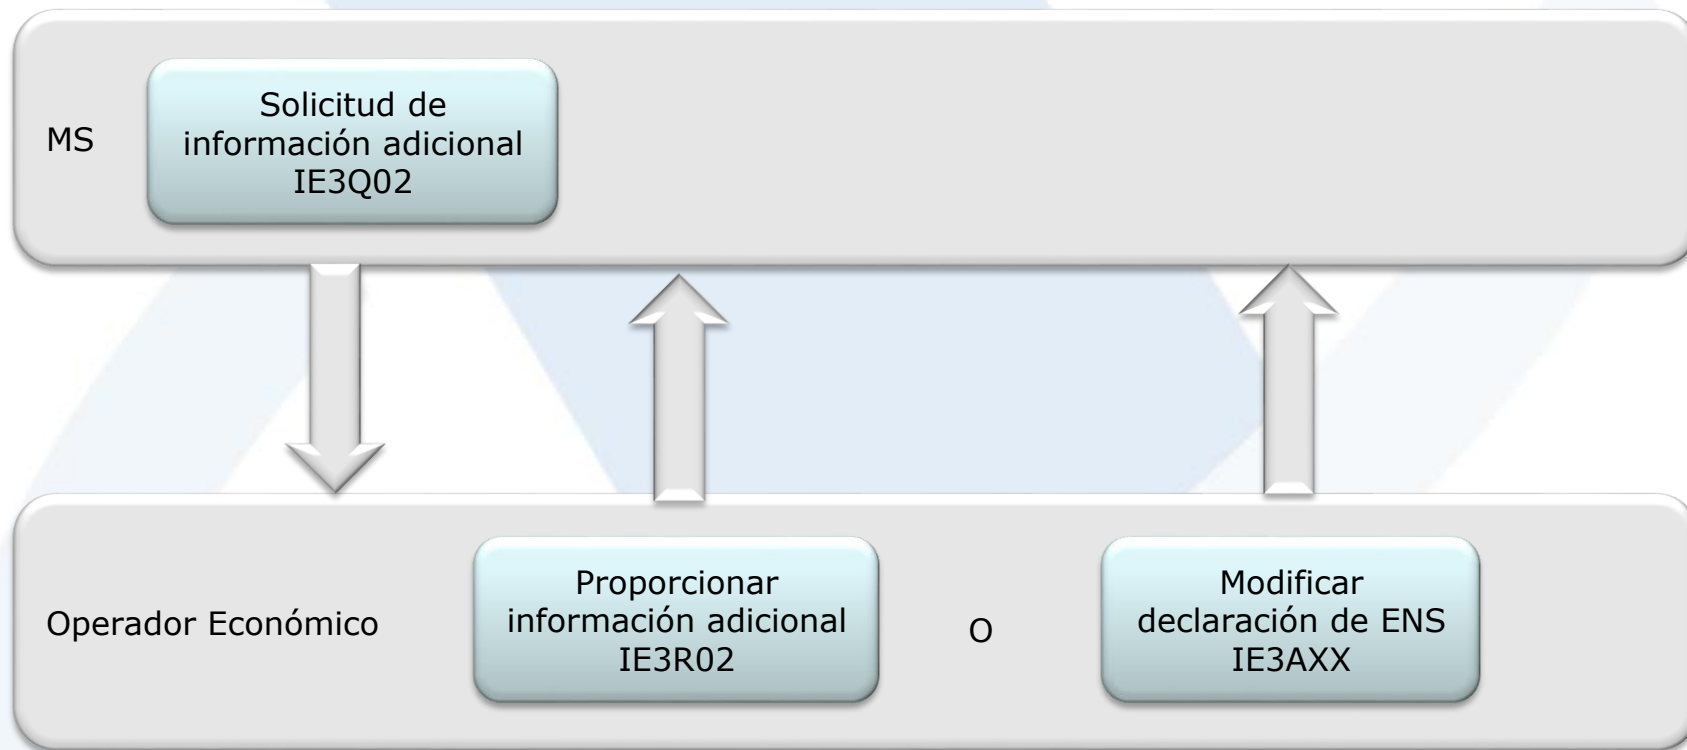 MS
Solicitud de
información adicional
IE3Q02
Operador Económico
Proporcionar
información adicional
IE3R02
O
Modificar
declaración de ENS
IE3AXX